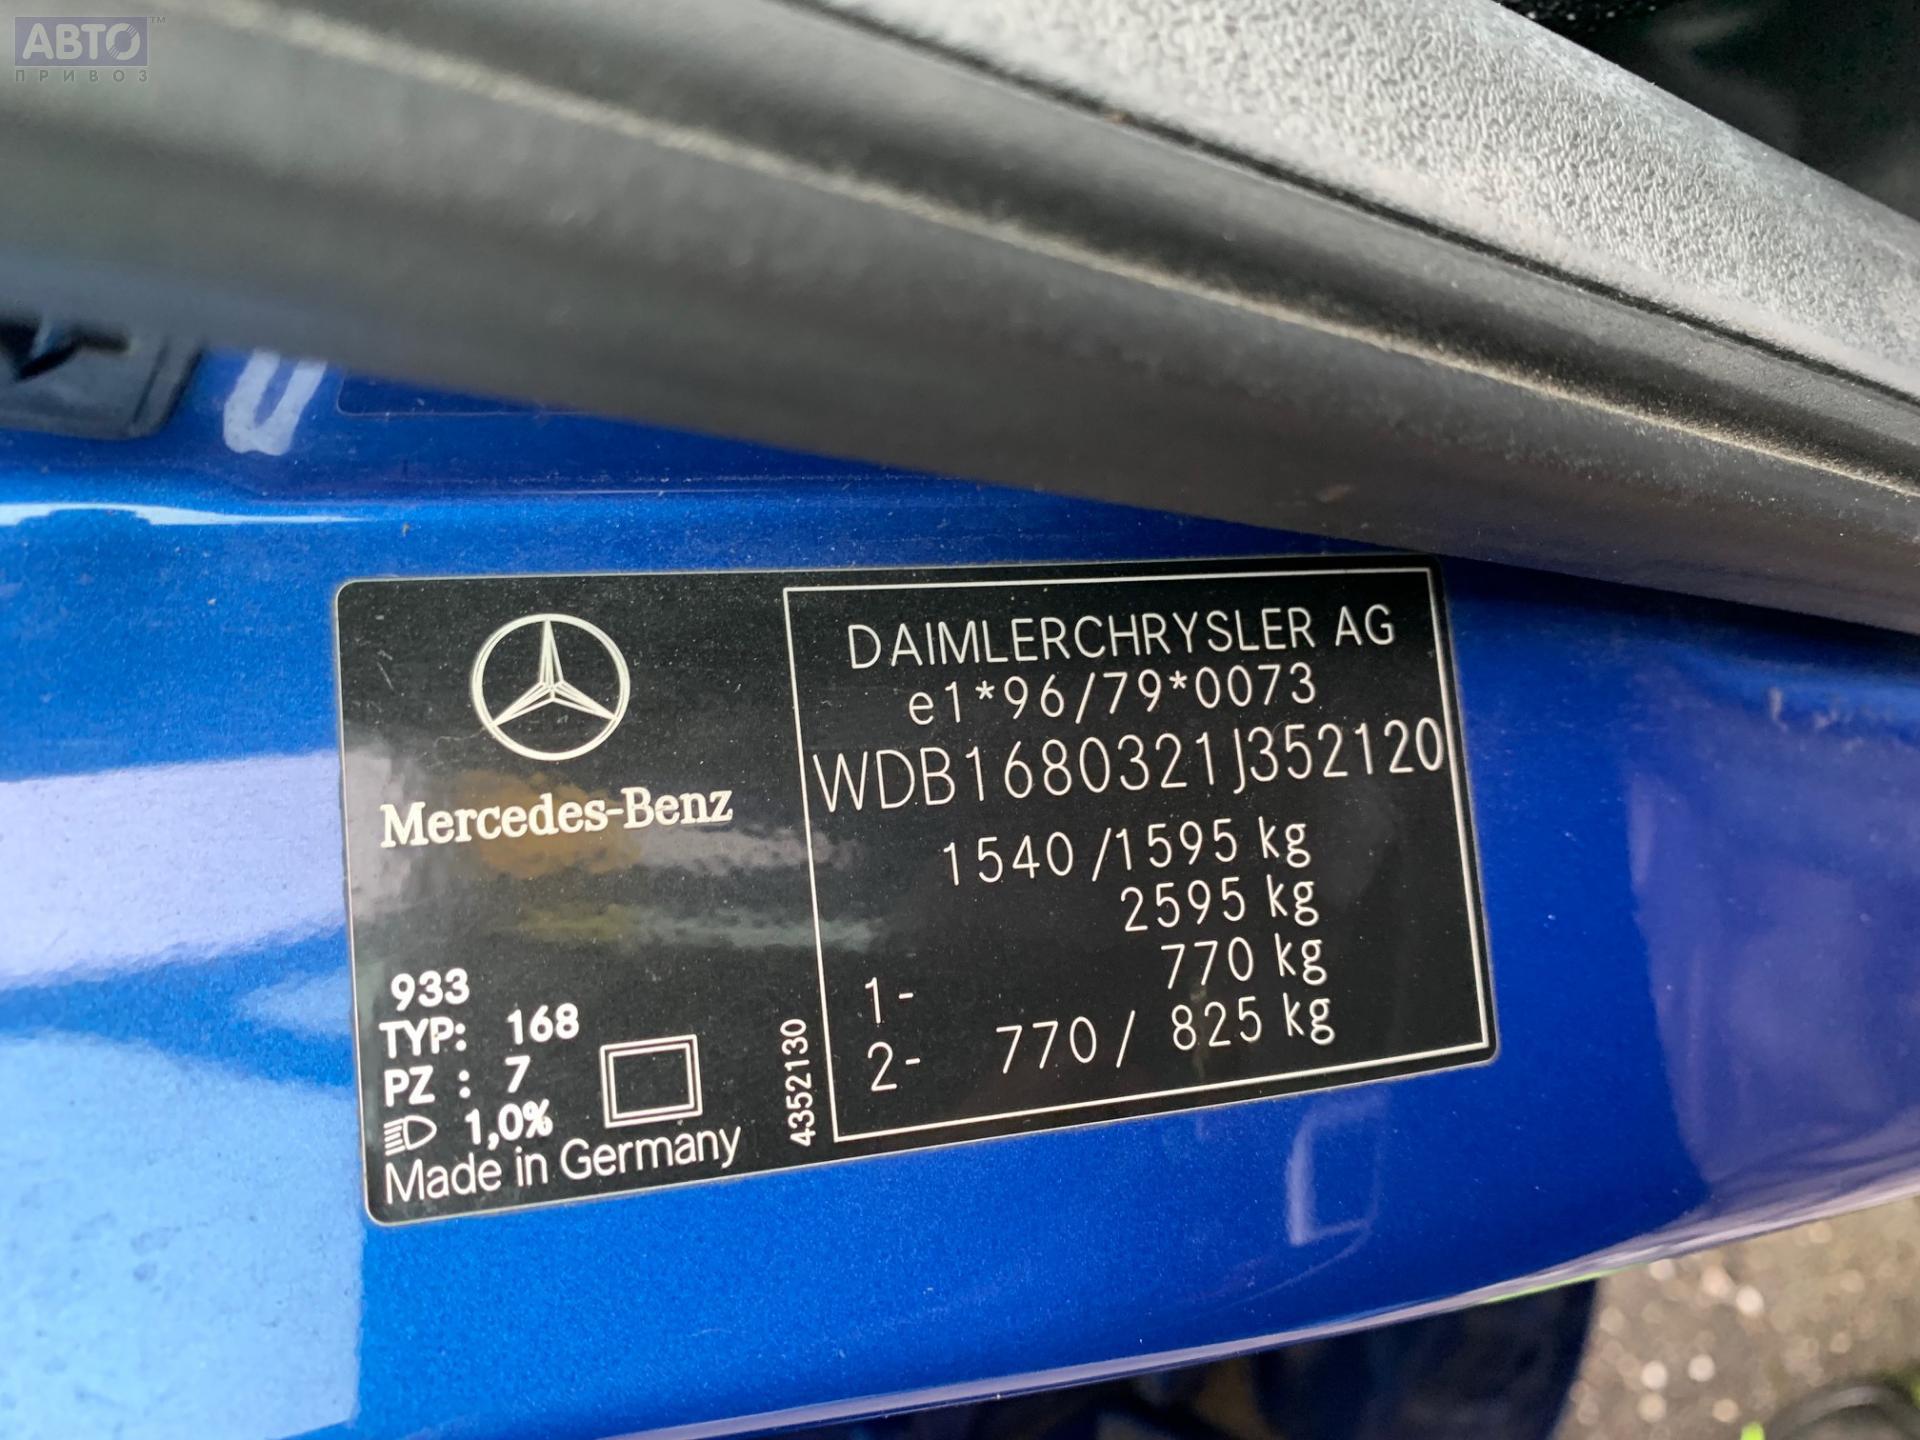 АВТО™
ПРИВОЗ
Mercedes-Benz
933
TYP: 168
PZ : 7
1,0%
Made in Germany
4352130
DAIMLERCHRYSLER AG
e1*96/79*0073
WDB1680321J352120
1540/1595 kg
2595 kg
1- 770 kg
2- 770/ 825 kg